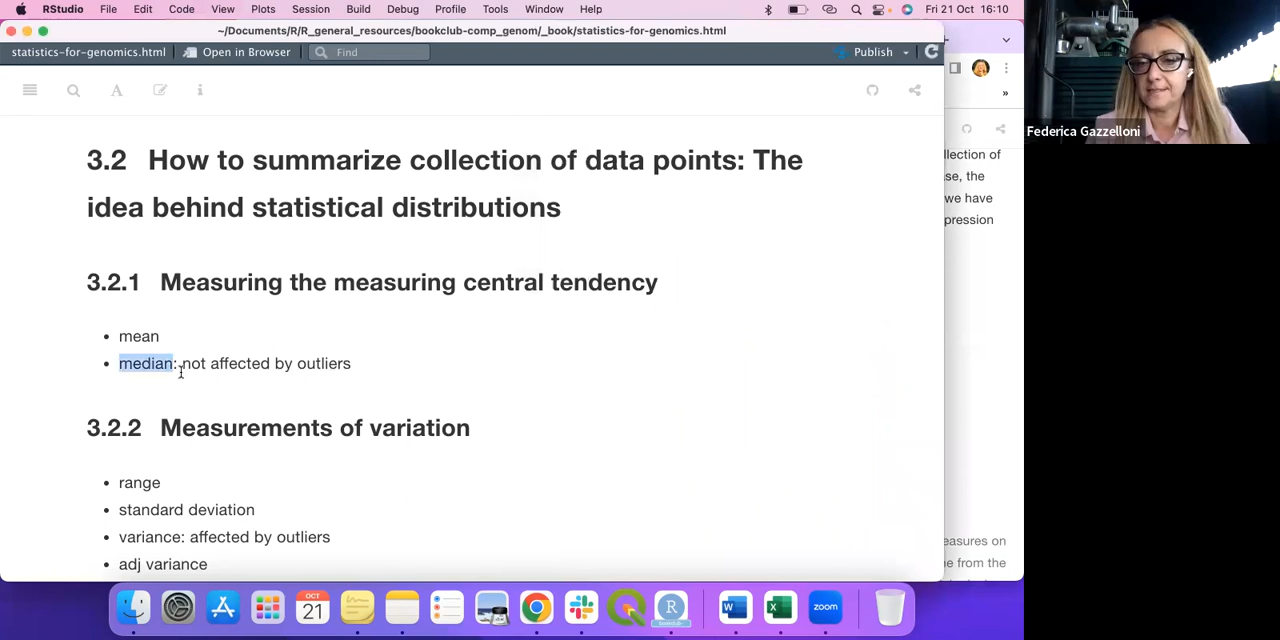 RStudio File Edit Code View Plots Session Build Debug Profile Tools Window Help Fri 21 Oct 16:10
~/Documents/R/R_general_resources/bookclub-comp_genom/_book/statistics-for-genomics.html
statistics-for-genomics.html Open in Browser Find Publish
3.2 How to summarize collection of data points: The
idea behind statistical distributions
3.2.1 Measuring the measuring central tendency
• mean
• median: not affected by outliers
3.2.2 Measurements of variation
• range
• standard deviation
• variance: affected by outliers
• adj variance
llection of
se, the
we have
pression
easures on
e from the
Federica Gazzelloni
OCT
21
W
X
zoom
R